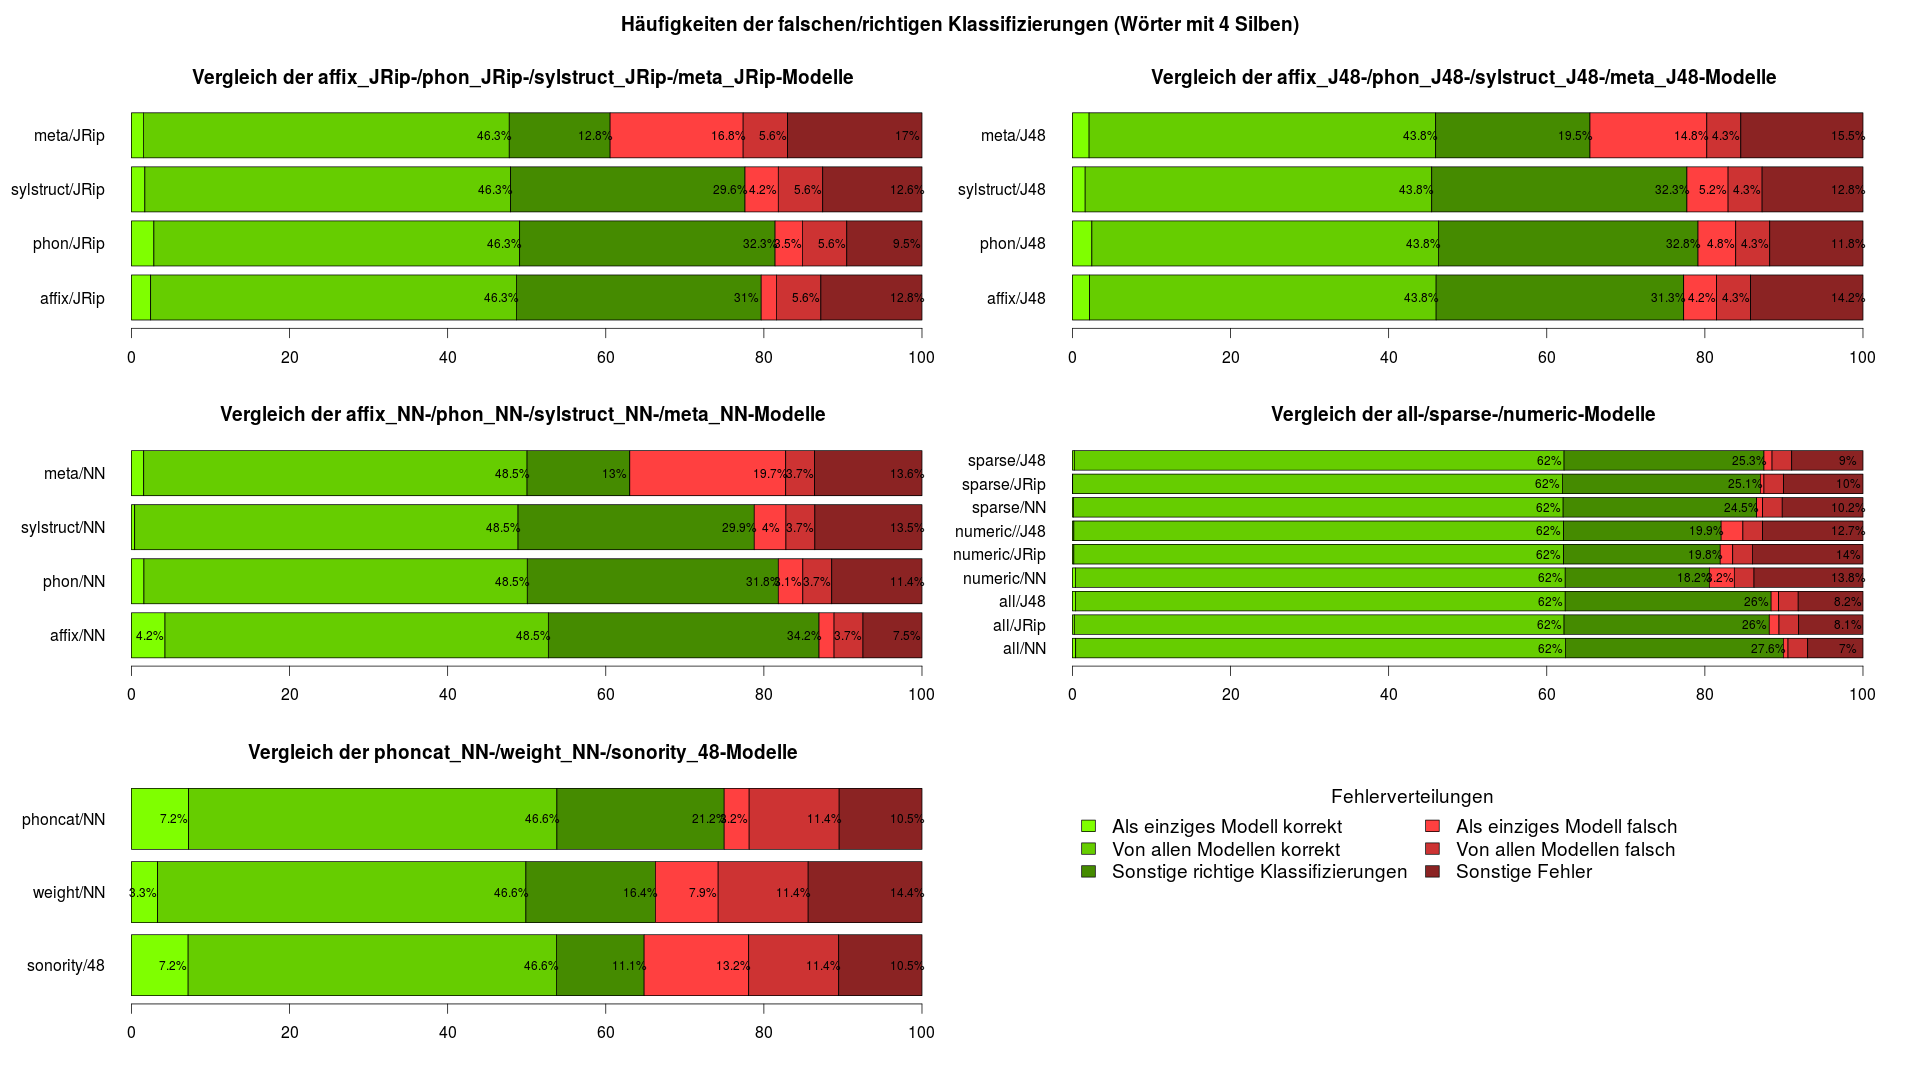 Häufigkeiten der falschen/richtigen Klassifizierungen (Wörter mit 4 Silben)
Vergleich der affix_JRip-/phon_JRip-/sylstruct_JRip-/meta_JRip-Modelle
meta/JRip 46.3% 12.8% 16.8% 5.6% 17%
sylstruct/JRip 46.3% 29.6% 4.2% 5.6% 12.6%
phon/JRip 46.3% 32.3% 3.5% 5.6% 9.5%
affix/JRip 46.3% 31% 5.6% 12.8%
0 20 40 60 80 100
Vergleich der affix_J48-/phon_J48-/sylstruct_J48-/meta_J48-Modelle
meta/J48 43.8% 19.5% 14.8% 4.3% 15.5%
sylstruct/J48 43.8% 32.3% 5.2% 4.3% 12.8%
phon/J48 43.8% 32.8% 4.8% 4.3% 11.8%
affix/J48 43.8% 31.3% 4.2% 4.3% 14.2%
0 20 40 60 80 100
Vergleich der affix_NN-/phon_NN-/sylstruct_NN-/meta_NN-Modelle
meta/NN 48.5% 13% 19.7% 3.7% 13.6%
sylstruct/NN 48.5% 29.9% 4% 3.7% 13.5%
phon/NN 48.5% 31.8% 3.1% 3.7% 11.4%
affix/NN 4.2% 48.5% 34.2% 3.7% 7.5%
0 20 40 60 80 100
Vergleich der all-/sparse-/numeric-Modelle
sparse/J48 62% 25.3% 9%
sparse/JRip 62% 25.1% 10%
sparse/NN 62% 24.5% 10.2%
numeric//J48 62% 19.9% 12.7%
numeric/JRip 62% 19.8% 14%
numeric/NN 62% 18.2% 3.2% 13.8%
all/J48 62% 26% 8.2%
all/JRip 62% 26% 8.1%
all/NN 62% 27.6% 7%
0 20 40 60 80 100
Vergleich der phoncat_NN-/weight_NN-/sonority_48-Modelle
phoncat/NN 7.2% 46.6% 21.2% 3.2% 11.4% 10.5%
weight/NN 3.3% 46.6% 16.4% 7.9% 11.4% 14.4%
sonority/48 7.2% 46.6% 11.1% 13.2% 11.4% 10.5%
0 20 40 60 80 100
Fehlerverteilungen
Als einziges Modell korrekt
Von allen Modellen korrekt
Sonstige richtige Klassifizierungen
Als einziges Modell falsch
Von allen Modellen falsch
Sonstige Fehler